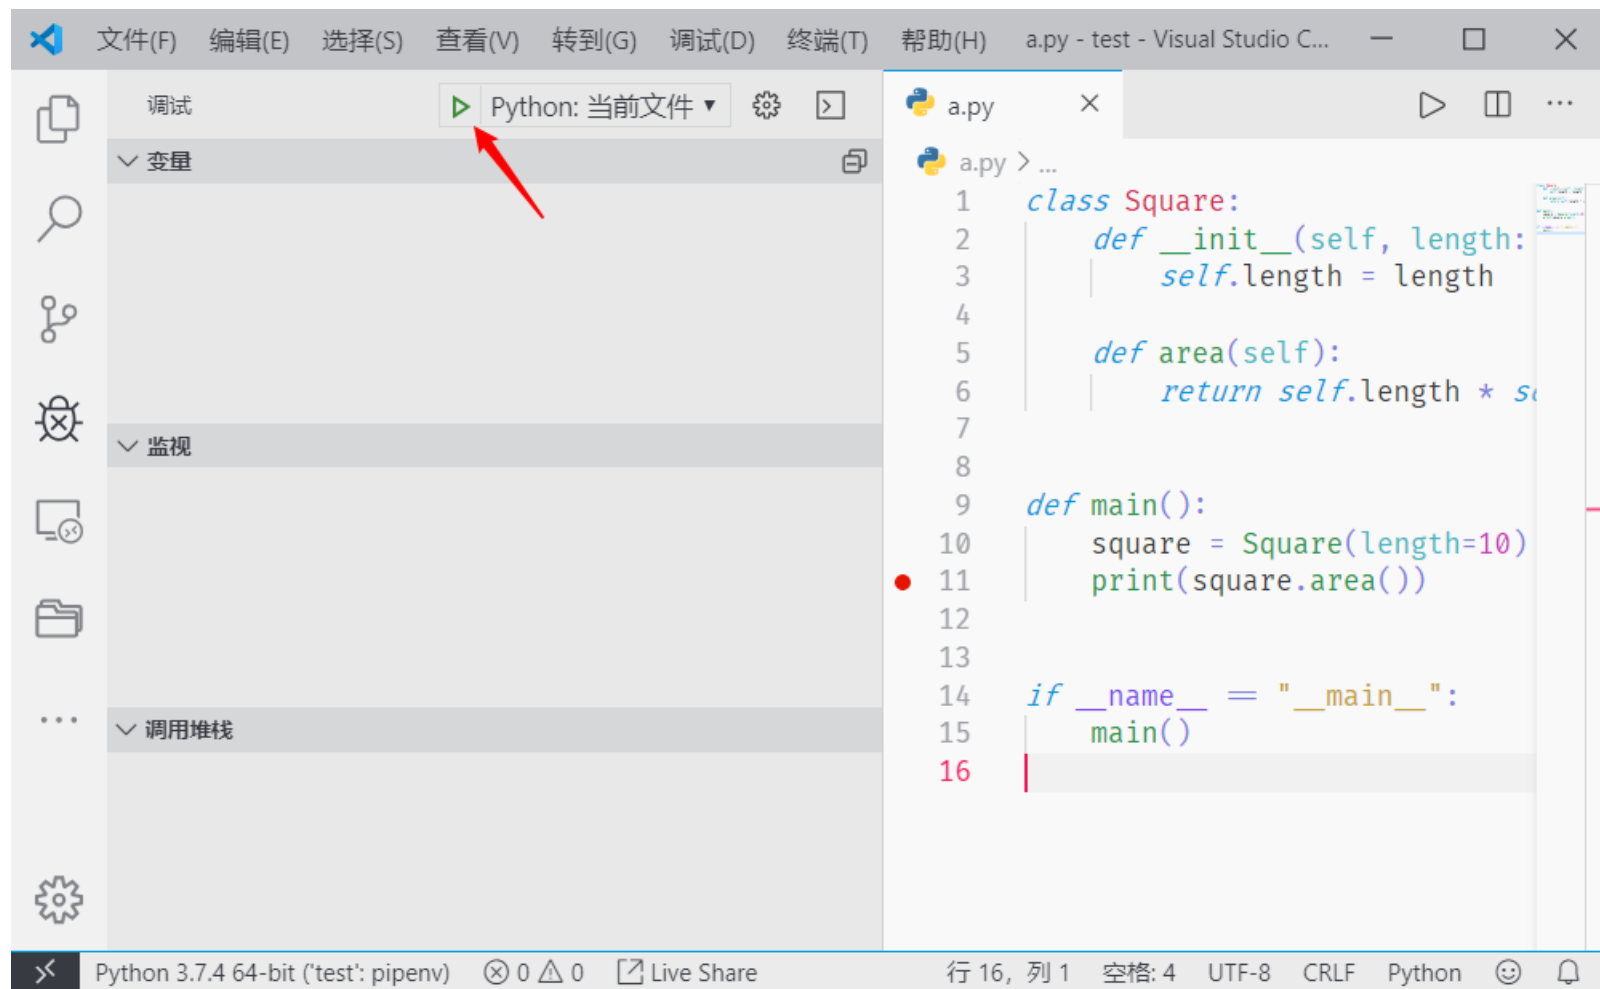 文件(F) 编辑(E) 选择(S) 查看(V) 转到(G) 调试(D) 终端(T) 帮助(H) a.py - test - Visual Studio C...
调试 Python: 当前文件
变量
监视
调用堆栈
a.py
a.py > ...
1 class Square:
2 def __init__(self, length:
3 self.length = length
4
5 def area(self):
6 return self.length *
7
8
9 def main():
10 square = Square(length=10)
11 print(square.area())
12
13
14 if __name__ == "__main__":
15 main()
16
Python 3.7.4 64-bit ('test': pipenv) 0 0 Live Share 行 16, 列 1 空格: 4 UTF-8 CRLF Python